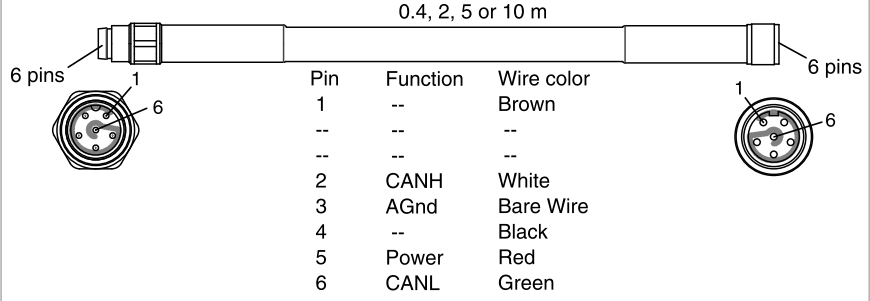 0.4, 2, 5 or 10 m
6 pins
6 pins
1
6
1
6
Pin Function Wire color
1 -- Brown
-- -- --
-- -- --
2 CANH White
3 AGnd Bare Wire
4 -- Black
5 Power Red
6 CANL Green